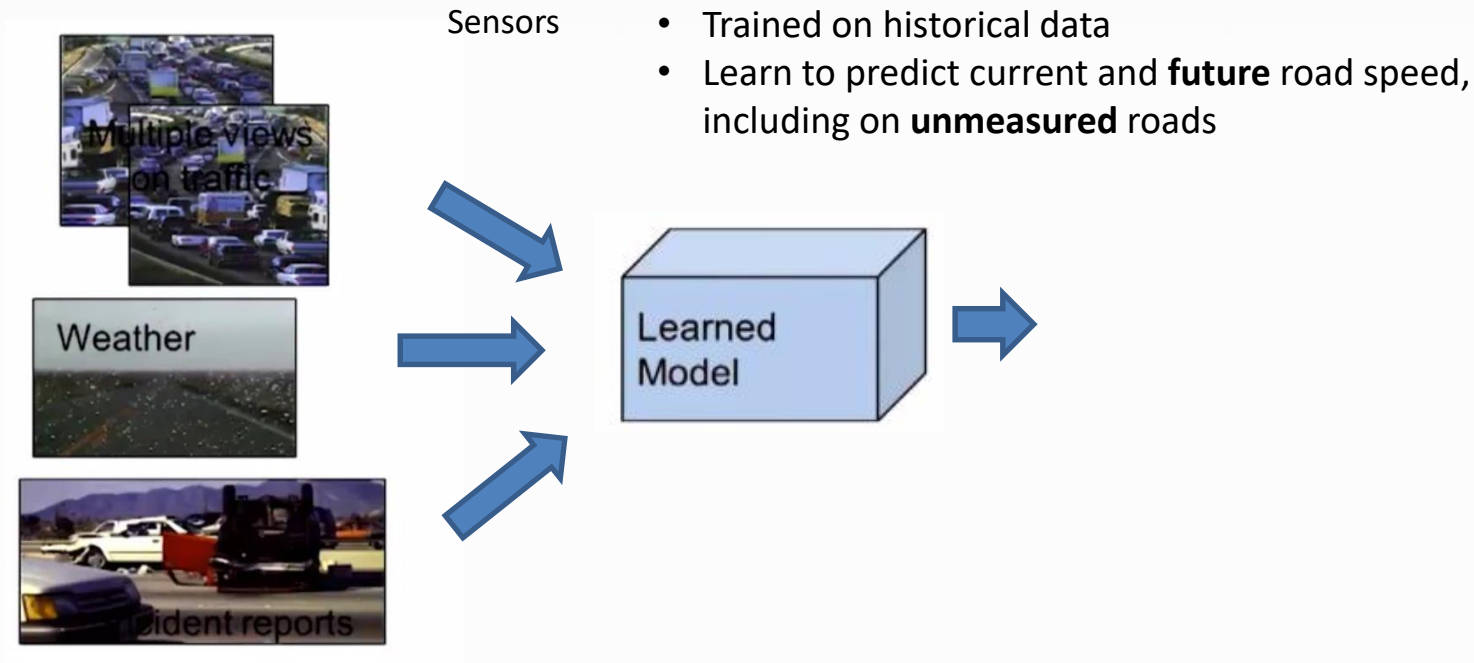 Sensors
• Trained on historical data
• Learn to predict current and future road speed,
including on unmeasured roads
Multiple views
on traffic
Weather
Learned
Model
ident reports